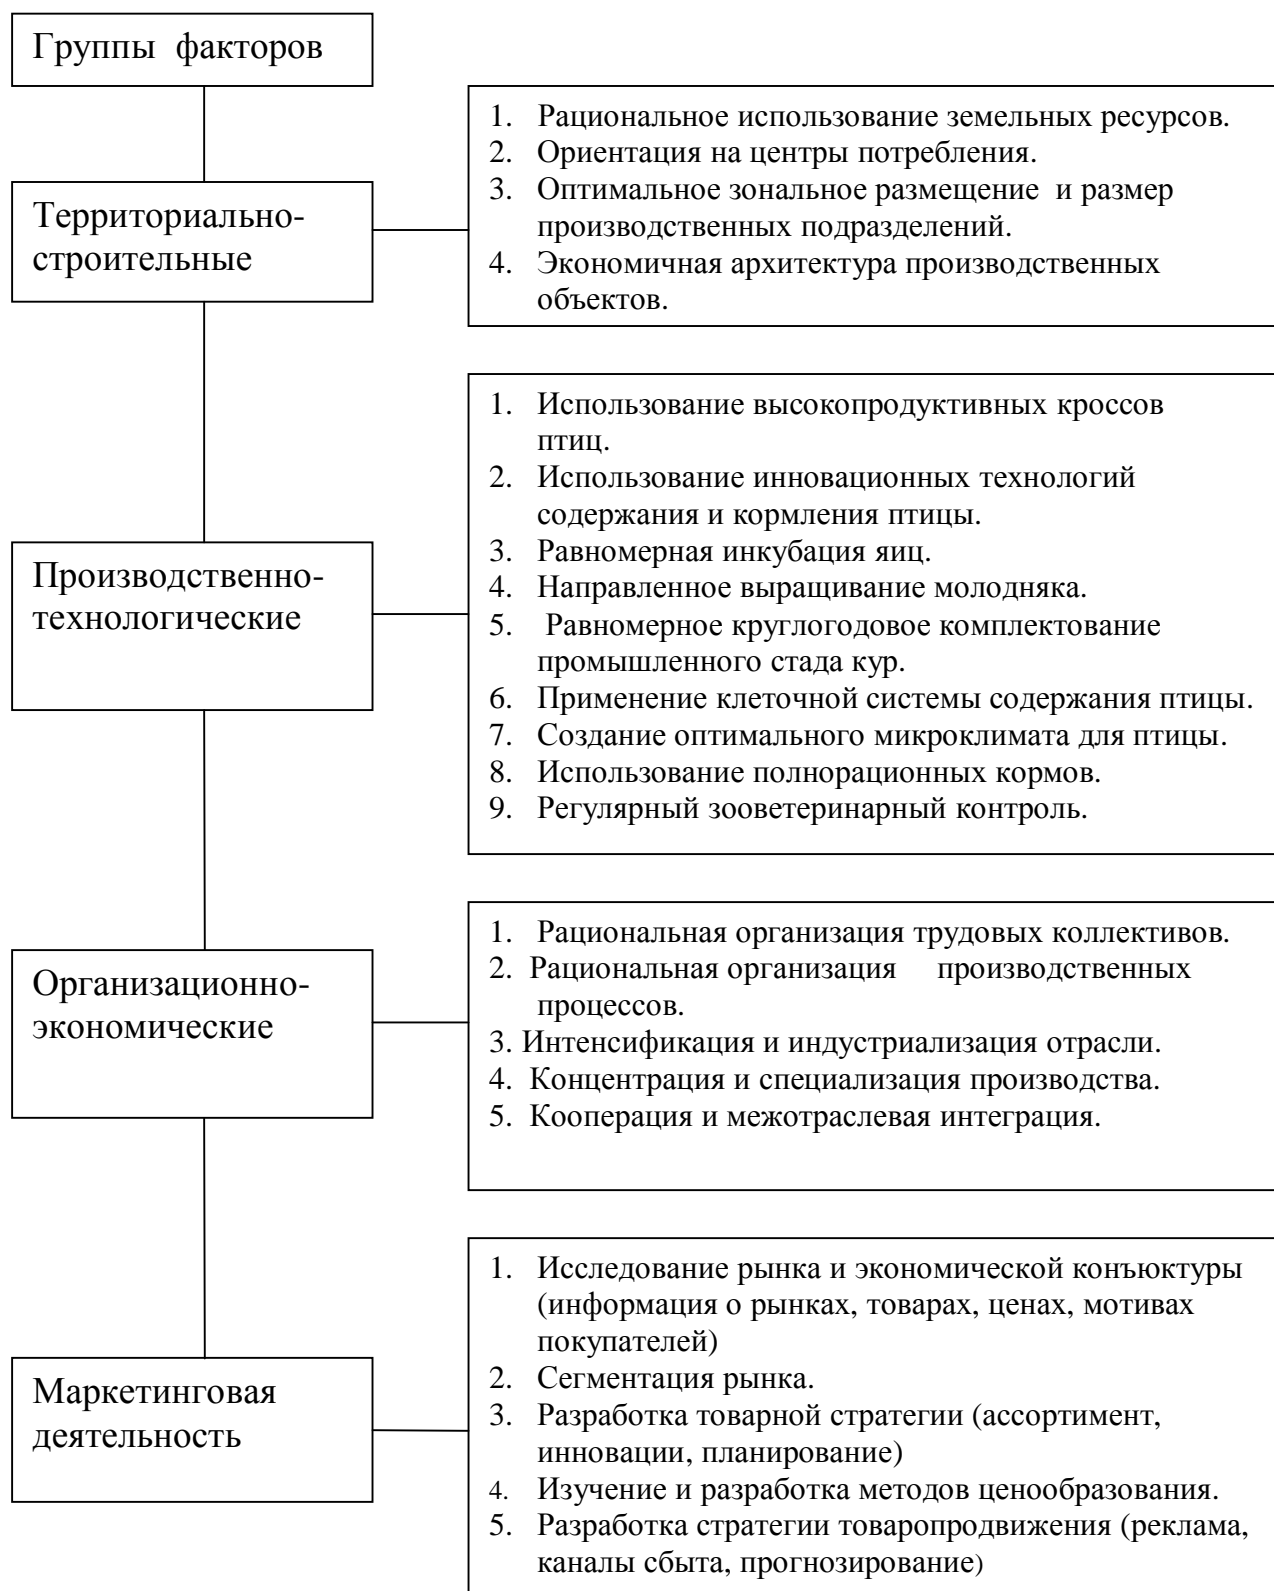 Группы факторов
1. Рациональное использование земельных ресурсов.
2. Ориентация на центры потребления.
3. Оптимальное зональное размещение и размер
производственных подразделений.
4. Экономичная архитектура производственных
объектов.
Территориально-
строительные
1. Использование высокопродуктивных кроссов
птиц.
2. Использование инновационных технологий
содержания и кормления птицы.
3. Равномерная инкубация яиц.
4. Направленное выращивание молодняка.
5. Равномерное круглогодовое комплектование
промышленного стада кур.
6. Применение клеточной системы содержания птицы.
7. Создание оптимального микроклимата для птицы.
8. Использование полнорационных кормов.
9. Регулярный зооветеринарный контроль.
Производственно-
технологические
1. Рациональная организация трудовых коллективов.
2. Рациональная организация производственных
процессов.
3. Интенсификация и индустриализация отрасли.
4. Концентрация и специализация производства.
5. Кооперация и межотраслевая интеграция.
Организационно-
экономические
1. Исследование рынка и экономической конъюктуры
(информация о рынках, товарах, ценах, мотивах
покупателей)
2. Сегментация рынка.
3. Разработка товарной стратегии (ассортимент,
инновации, планирование)
4. Изучение и разработка методов ценообразования.
5. Разработка стратегии товаропродвижения (реклама,
каналы сбыта, прогнозирование)
Маркетинговая
деятельность